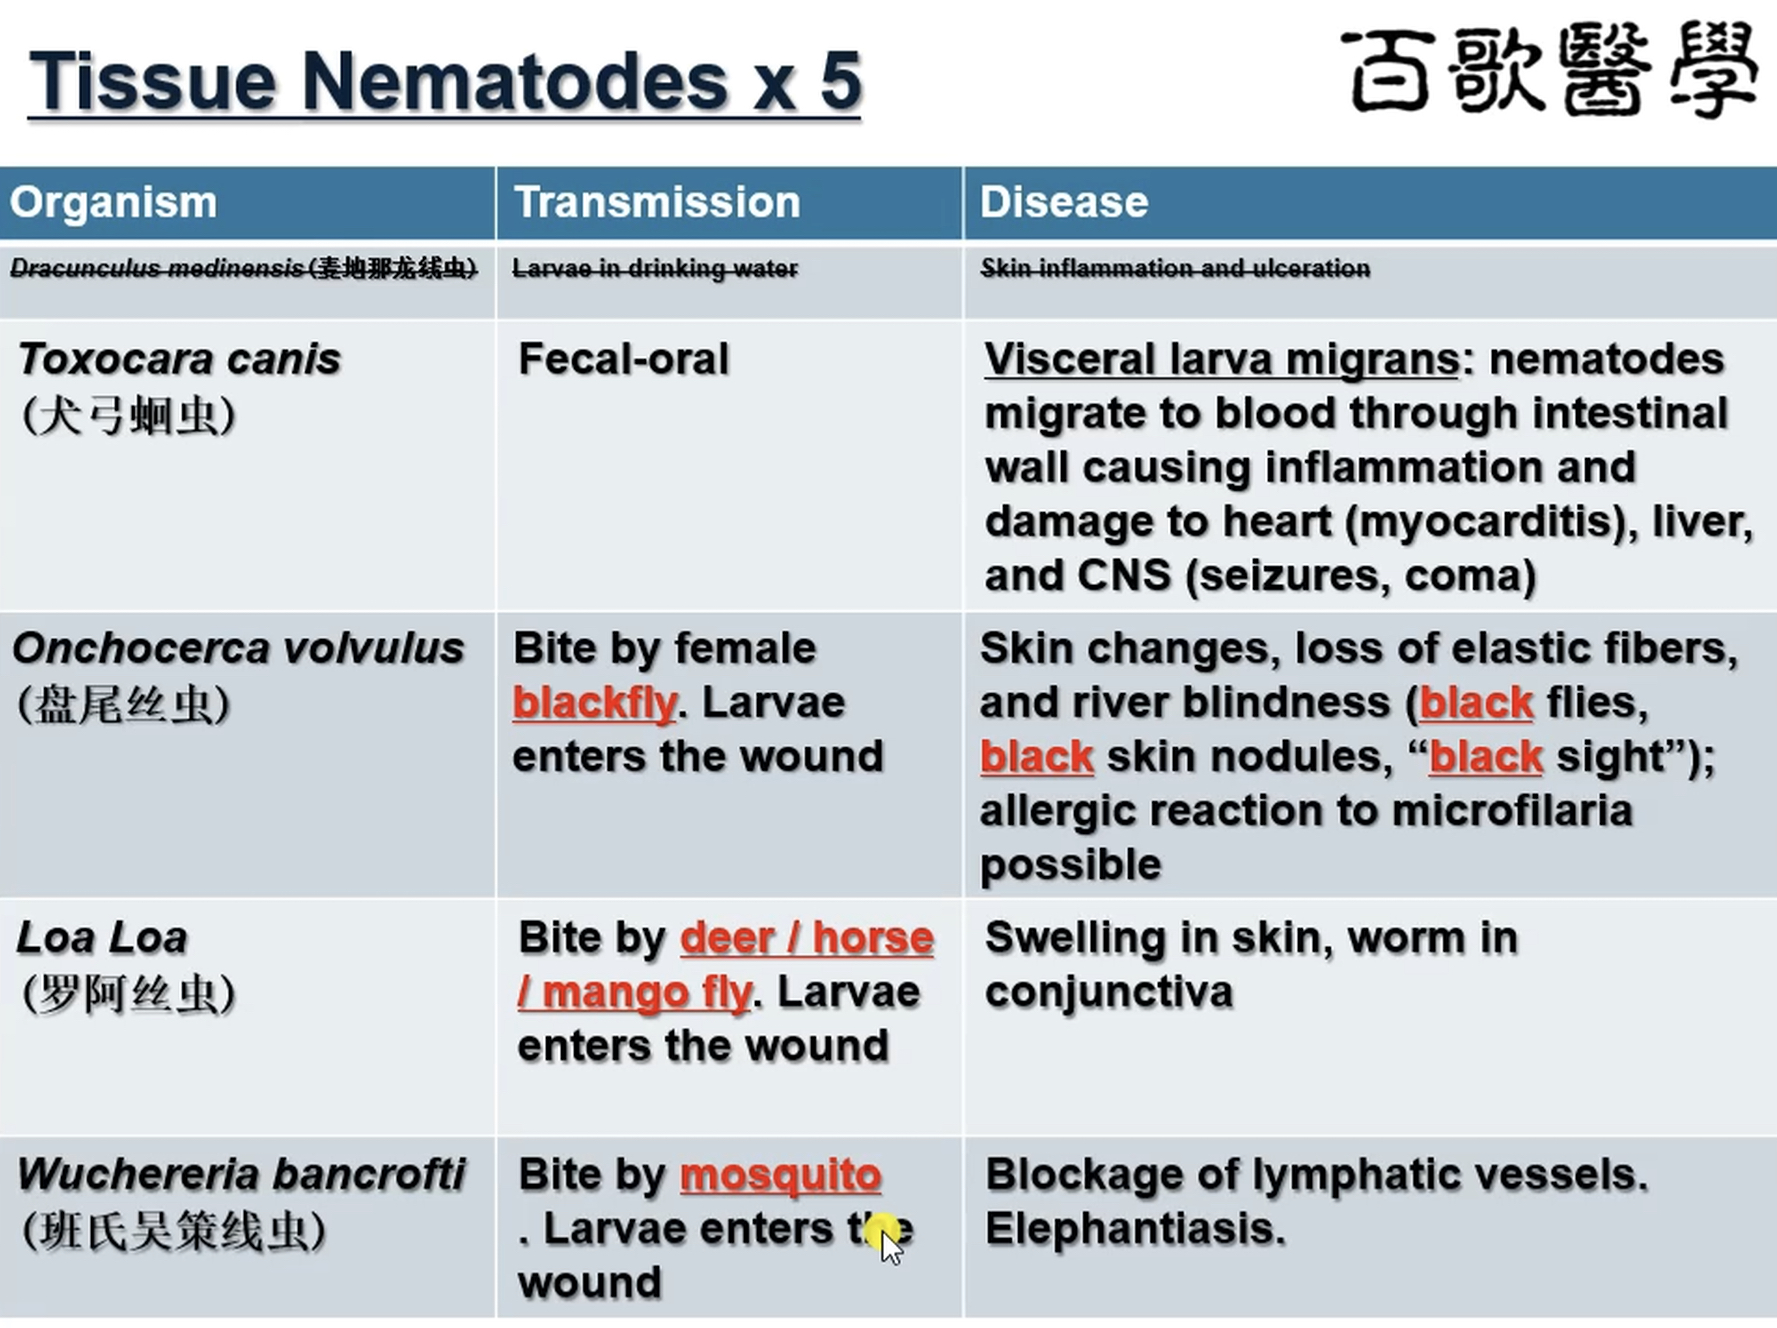 Tissue Nematodes x 5
百歌醫學
Organism
Transmission
Disease
Dracunculus medinensis (麦地那龙线虫)
Larvae in drinking water
Skin inflammation and ulceration
Toxocara canis
(犬弓蛔虫)
Fecal-oral
Visceral larva migrans: nematodes
migrate to blood through intestinal
wall causing inflammation and
damage to heart (myocarditis), liver,
and CNS (seizures, coma)
Onchocerca volvulus
(盘尾丝虫)
Bite by female
blackfly. Larvae
enters the wound
Skin changes, loss of elastic fibers,
and river blindness (black flies,
black skin nodules, “black sight”);
allergic reaction to microfilaria
possible
Loa Loa
(罗阿丝虫)
Bite by deer / horse
/ mango fly. Larvae
enters the wound
Swelling in skin, worm in
conjunctiva
Wuchereria bancrofti
(班氏吴策线虫)
Bite by mosquito
. Larvae enters the
wound
Blockage of lymphatic vessels.
Elephantiasis.